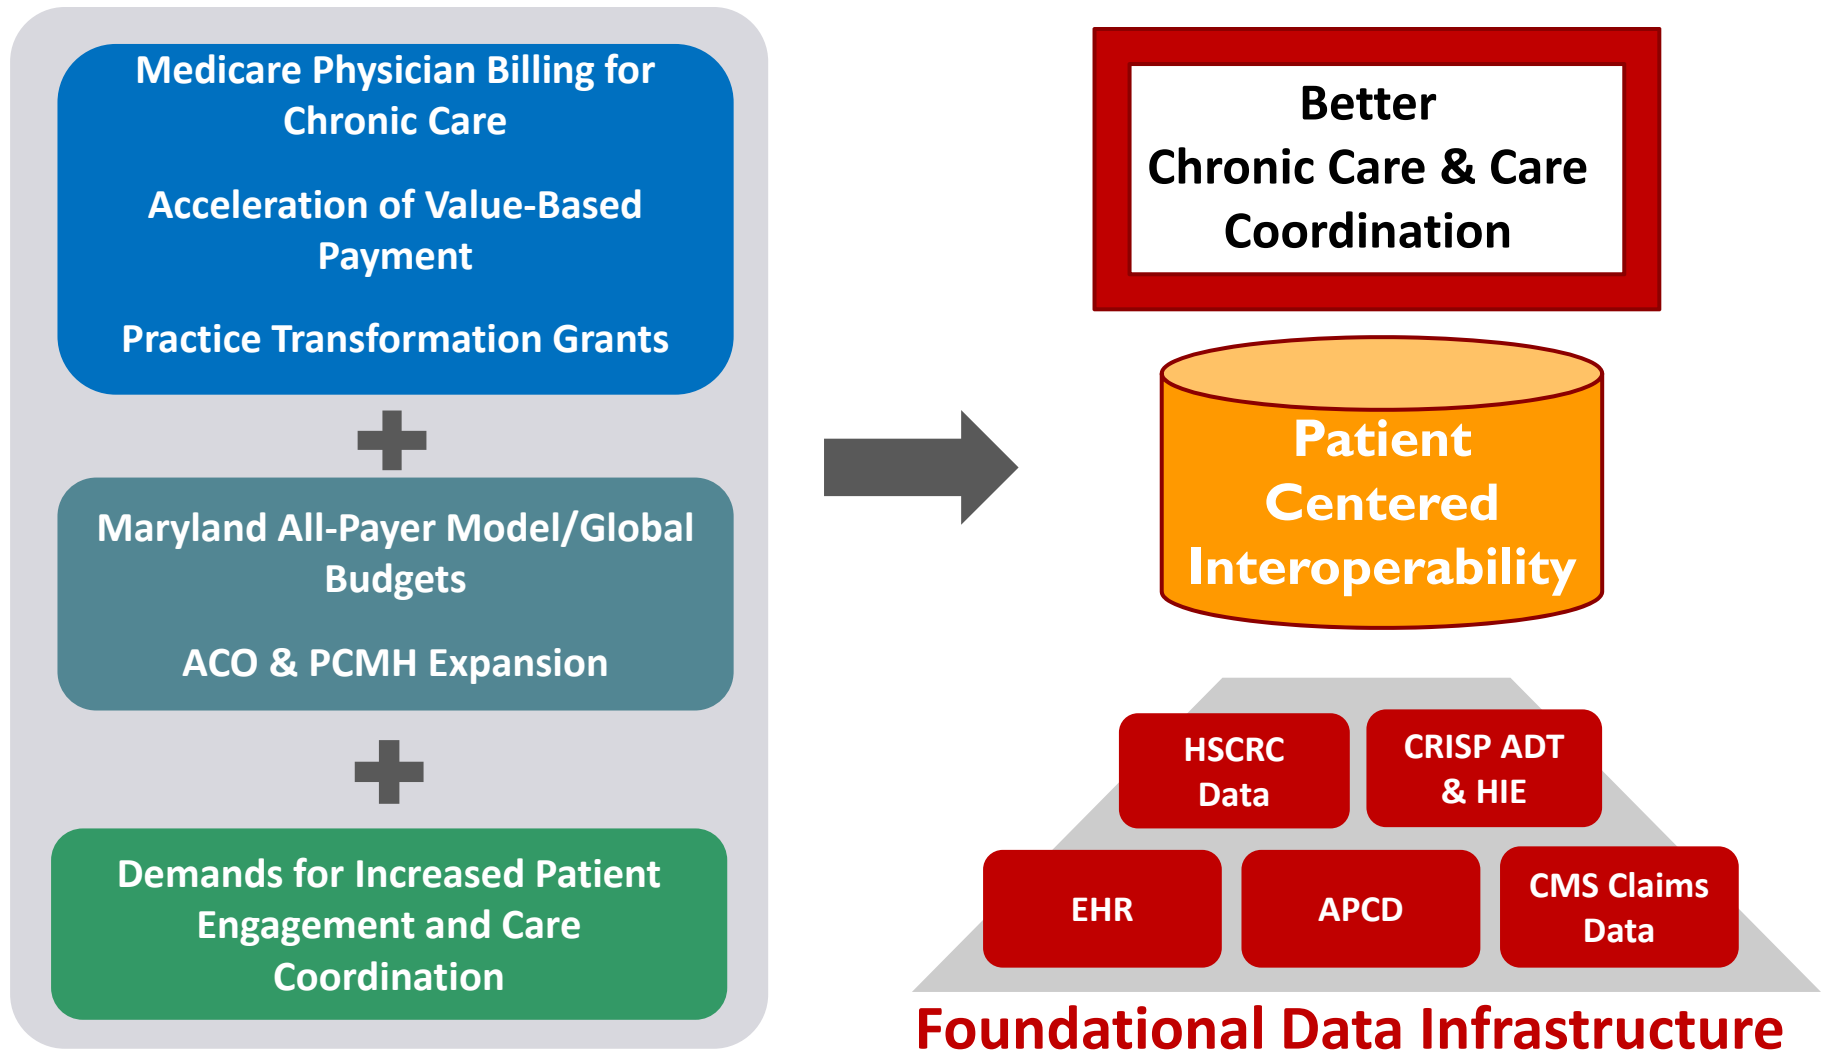 Medicare Physician Billing for
Chronic Care
Acceleration of Value-Based
Payment
Practice Transformation Grants
Maryland All-Payer Model/Global
Budgets
ACO & PCMH Expansion
Demands for Increased Patient
Engagement and Care
Coordination
Better
Chronic Care & Care
Coordination
Patient
Centered
Interoperability
HSCRC
Data
CRISP ADT
& HIE
EHR
APCD
CMS Claims
Data
Foundational Data Infrastructure